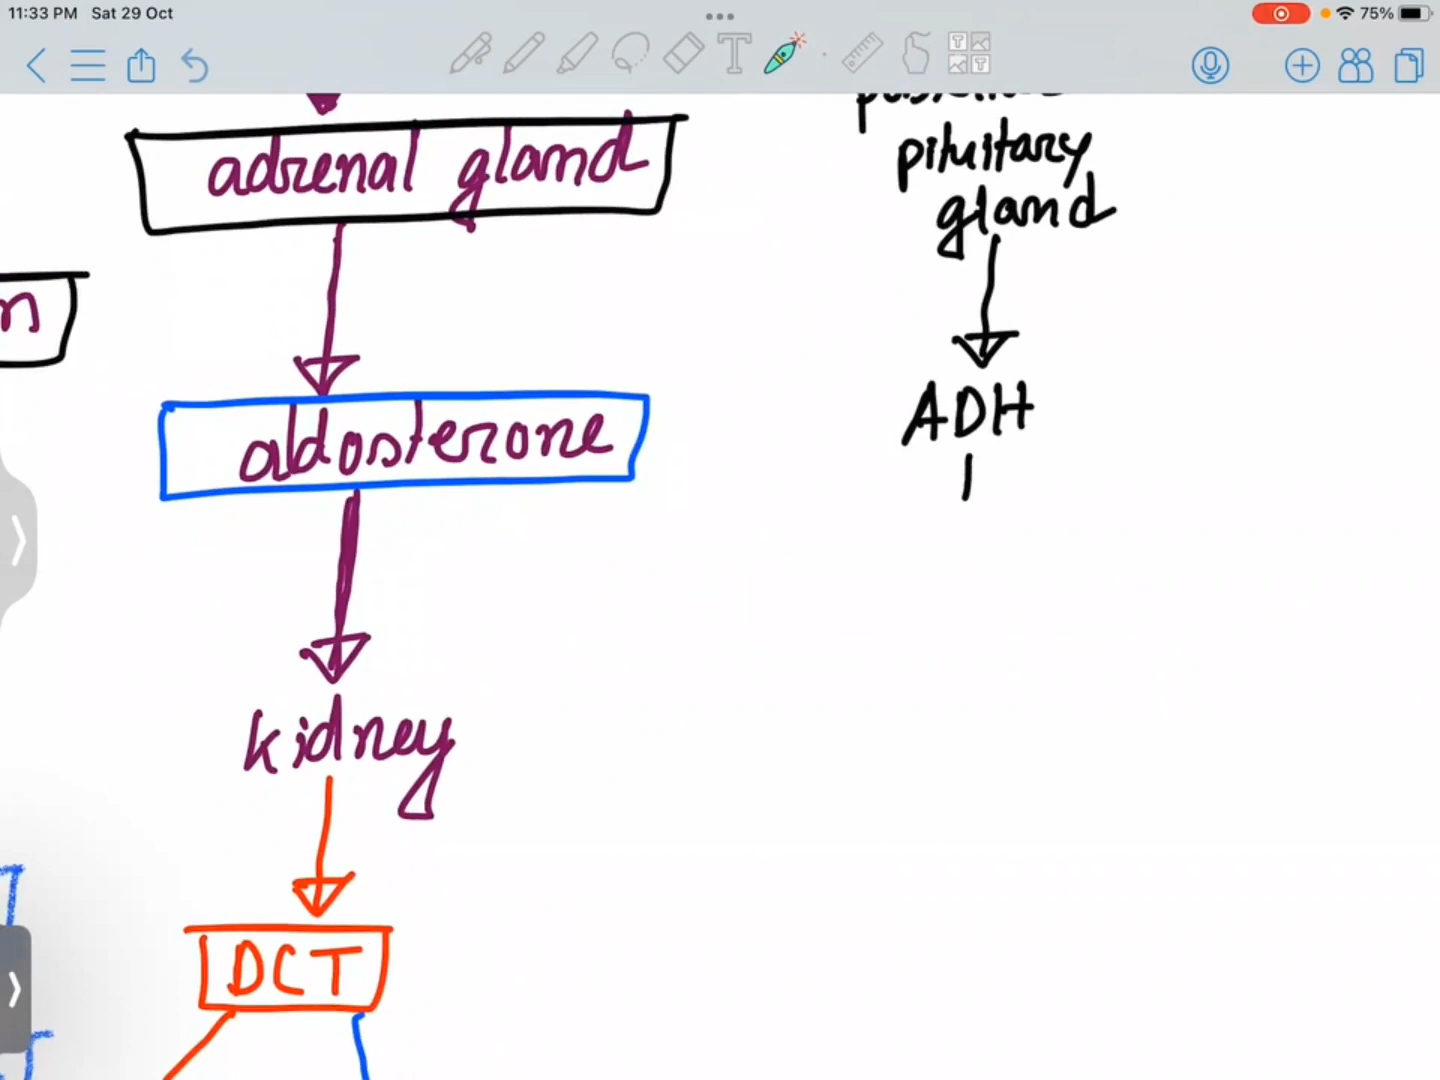 11:33 PM Sat 29 Oct
75%
adrenal gland
pituitary
gland
n
ADH
aldosterone
kidney
DCT